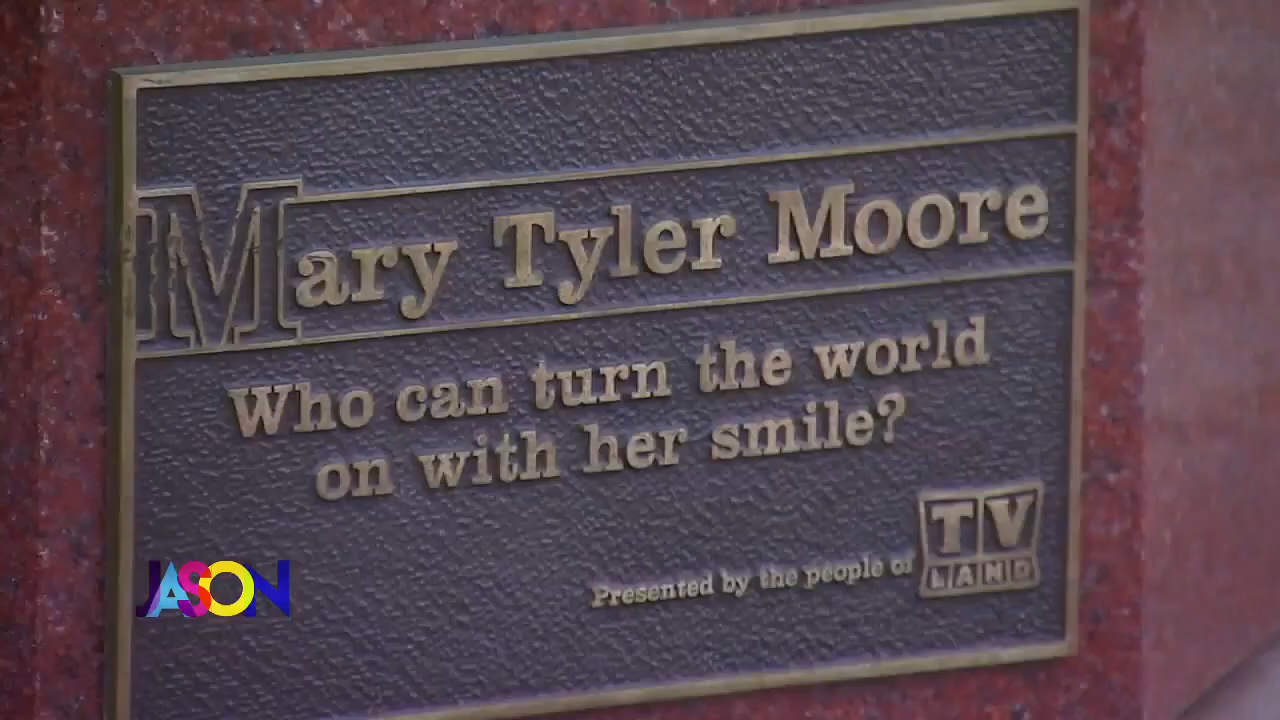 Mary Tyler Moore
Who can turn the world
on with her smile?
Presented by the people of
TV
LAND
JASON